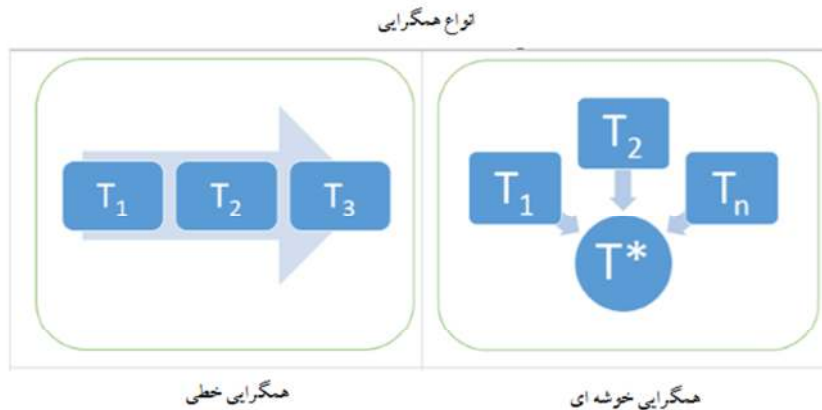 انواع همگرایی
T1 T2 T3
T2
T1 Tn
T*
همگرایی خطی
همگرایی خوشه ای